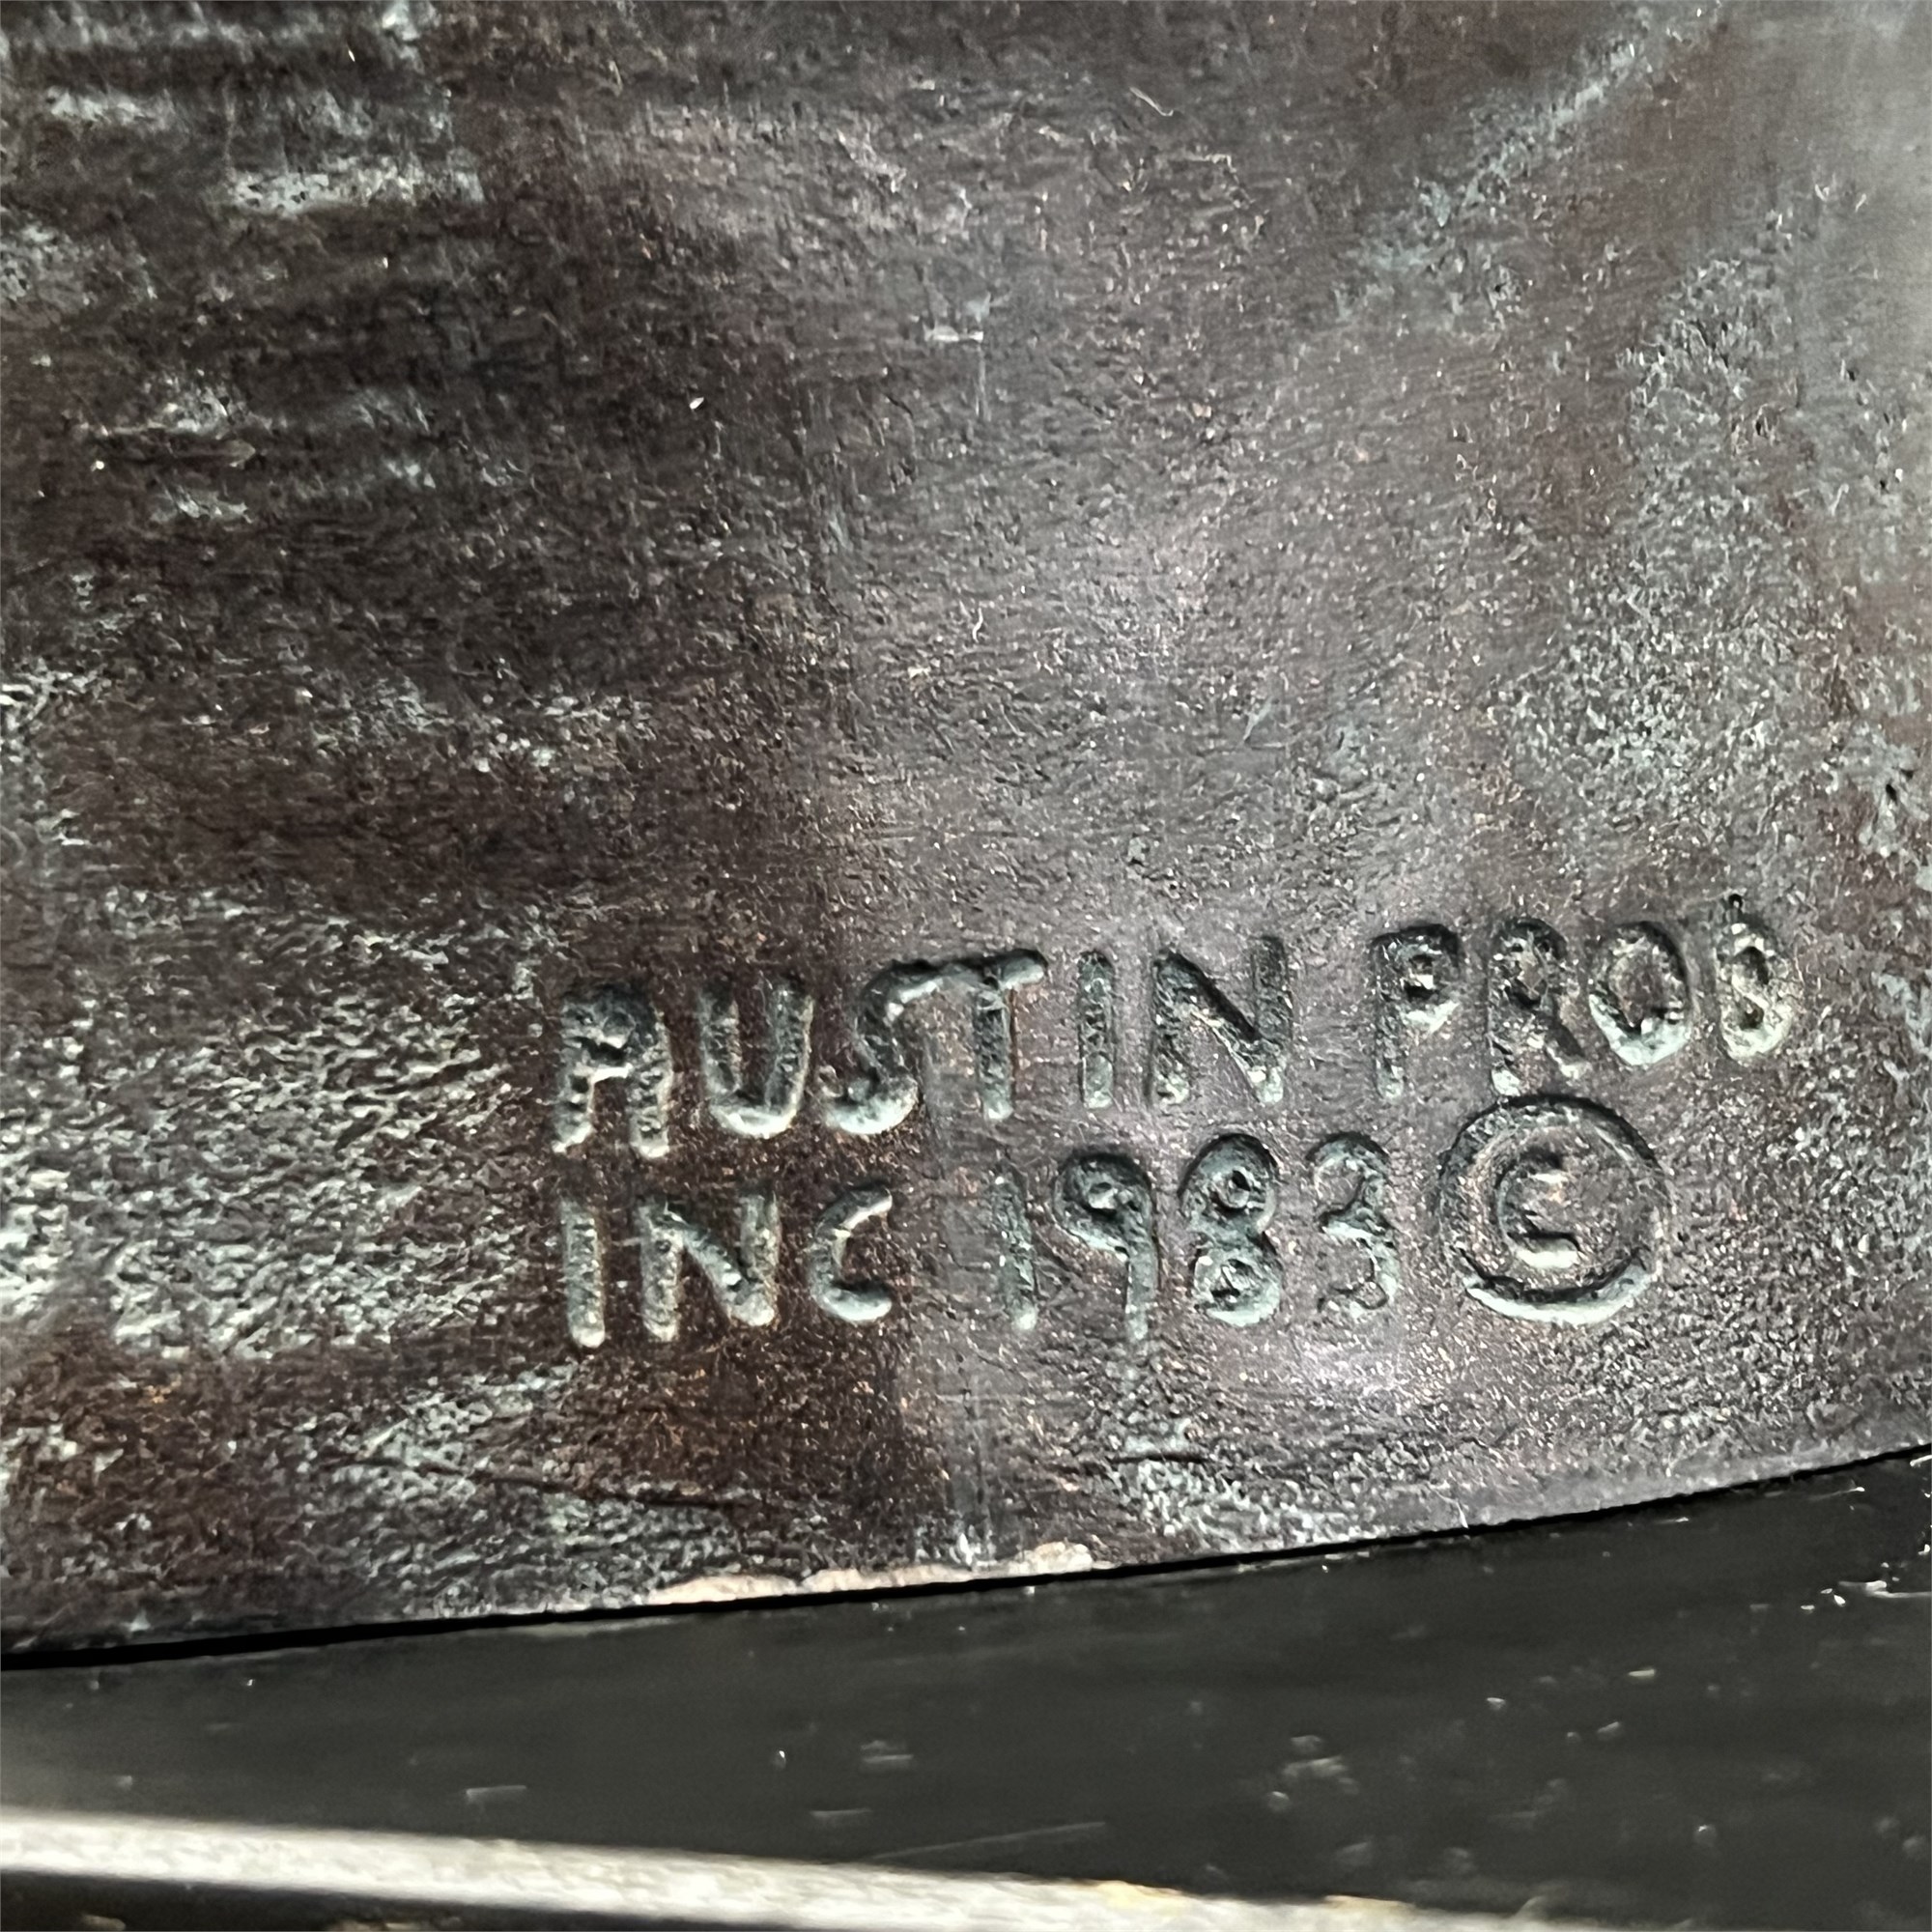 AUSTIN PROD
INC 1983 ©